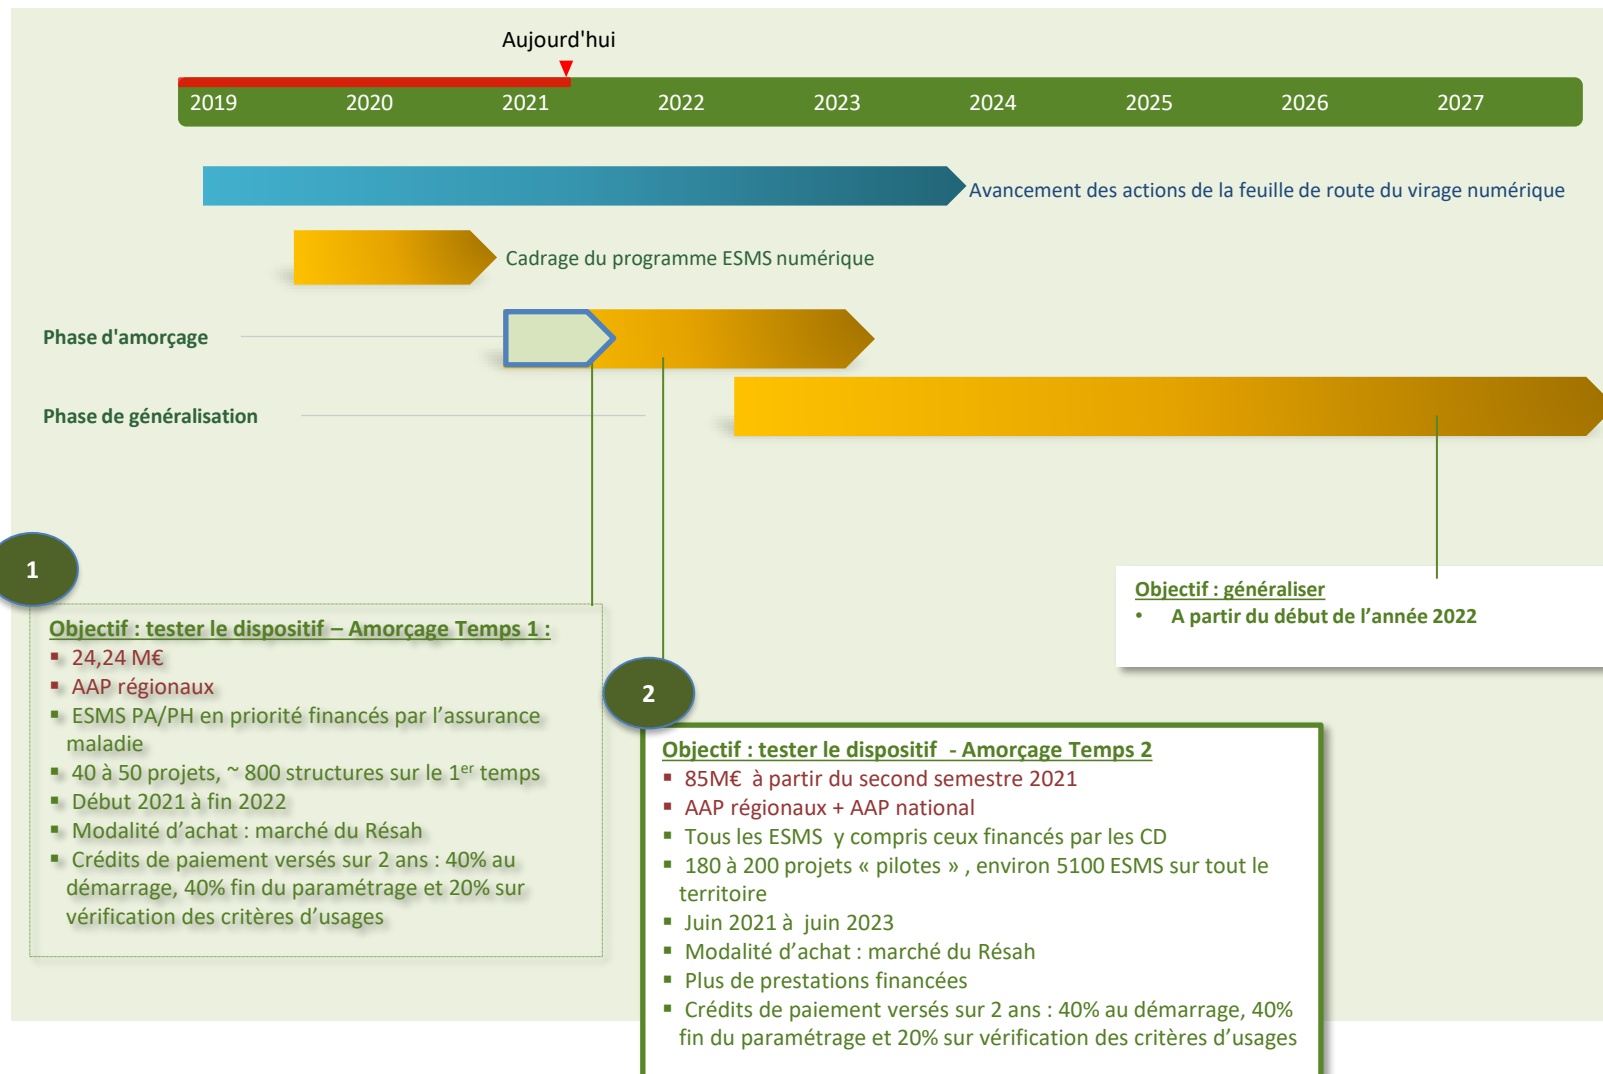 Aujourd'hui
2019 2020 2021 2022 2023 2024 2025 2026 2027
Avancement des actions de la feuille de route du virage numérique
Cadrage du programme ESMS numérique
Phase d'amorçage
Phase de généralisation
1
Objectif : tester le dispositif – Amorçage Temps 1 :
▪ 24,24 M€
▪ AAP régionaux
▪ ESMS PA/PH en priorité financés par l’assurance
maladie
▪ 40 à 50 projets, ~ 800 structures sur le 1er temps
▪ Début 2021 à fin 2022
▪ Modalité d’achat : marché du Résah
▪ Crédits de paiement versés sur 2 ans : 40% au
démarrage, 40% fin du paramétrage et 20% sur
vérification des critères d’usages
2
Objectif : tester le dispositif - Amorçage Temps 2
▪ 85M€ à partir du second semestre 2021
▪ AAP régionaux + AAP national
▪ Tous les ESMS y compris ceux financés par les CD
▪ 180 à 200 projets « pilotes » , environ 5100 ESMS sur tout le
territoire
▪ Juin 2021 à juin 2023
▪ Modalité d’achat : marché du Résah
▪ Plus de prestations financées
▪ Crédits de paiement versés sur 2 ans : 40% au démarrage, 40%
fin du paramétrage et 20% sur vérification des critères d’usages
Objectif : généraliser
• A partir du début de l’année 2022